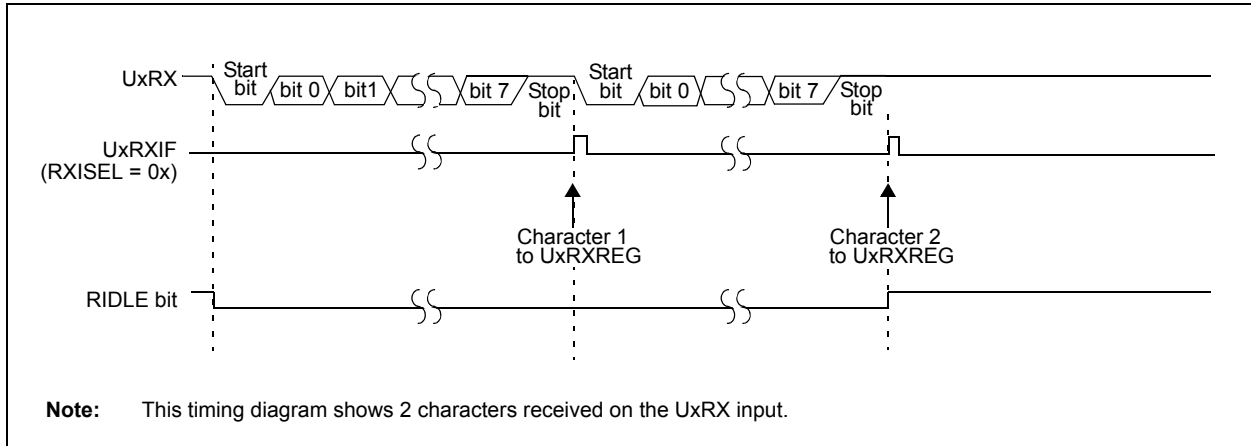 UxRX
Start bit
bit 0
bit1
bit 7
Stop bit
Start bit
bit 0
bit 7
Stop bit
UxRXIF
(RXISEL = 0x)
Character 1
to UxRXREG
Character 2
to UxRXREG
RIDLE bit
Note: This timing diagram shows 2 characters received on the UxRX input.